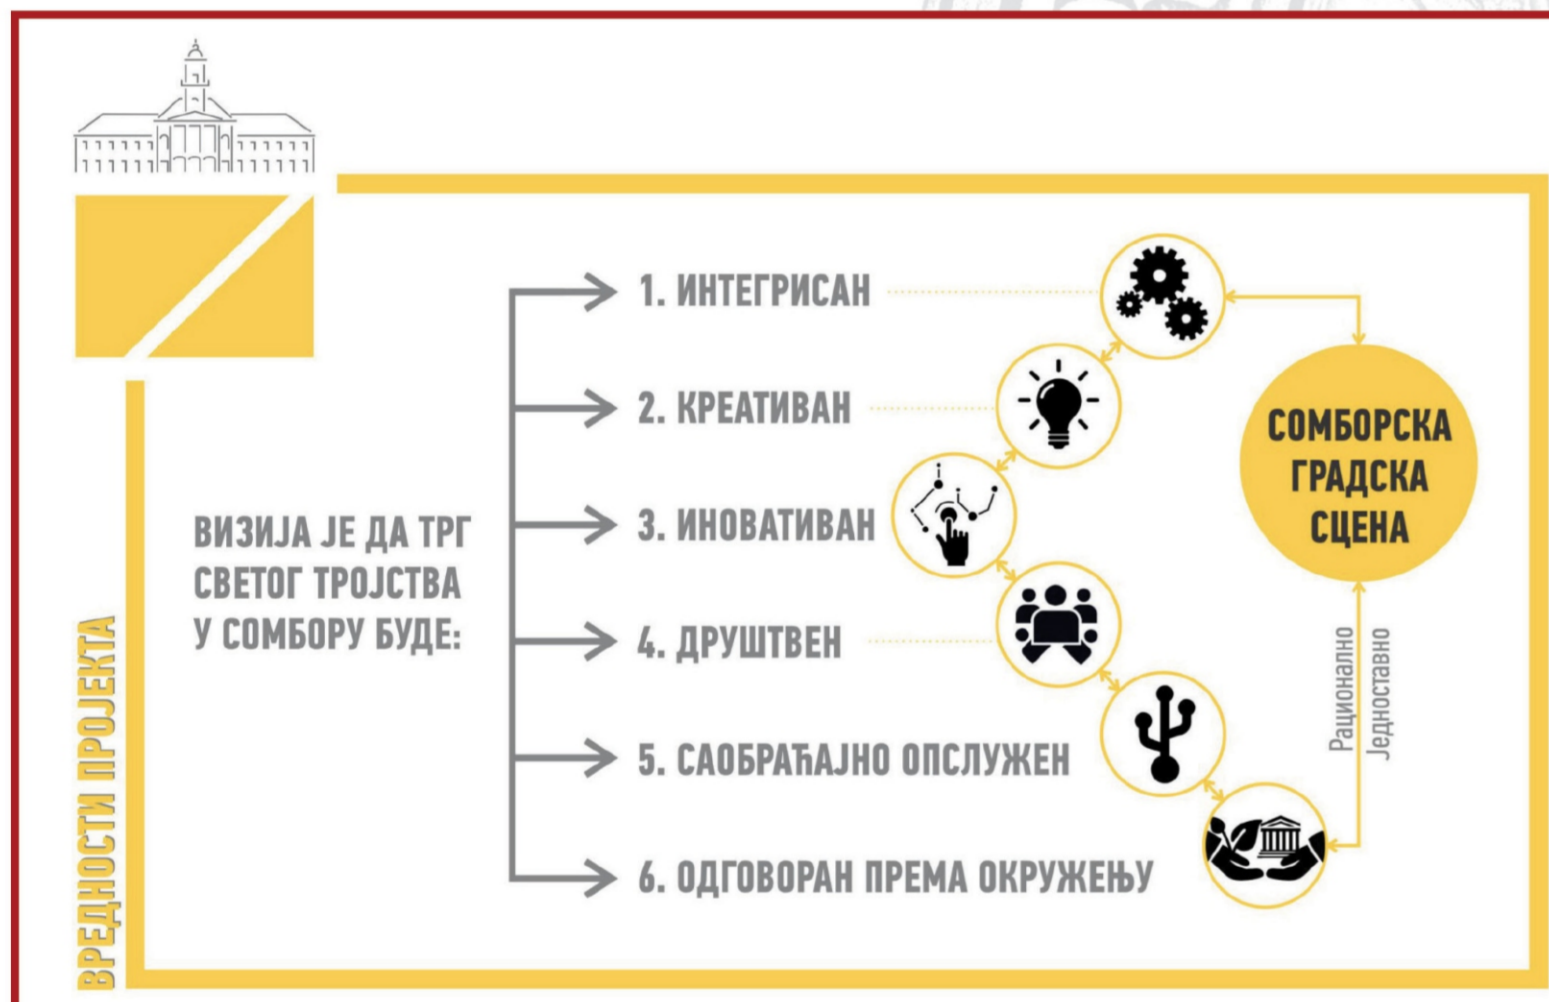 1. ИНТЕГРИСАН
2. КРЕАТИВАН
3. ИНОВАТИВАН
4. ДРУШТВЕН
5. САОБРАЋАЈНО ОПСЛУЖЕН
6. ОДГОВОРАН ПРЕМА ОКРУЖЕЊУ
ВИЗИЈА ЈЕ ДА ТРГ
СВЕТОГ ТРОЈСТВА
У СОМБОРУ БУДЕ:
СОМБОРСКА
ГРАДСКА
СЦЕНА
Рационално
Једноставно
ВРЕДНОСТИ ПРОЈЕКТА